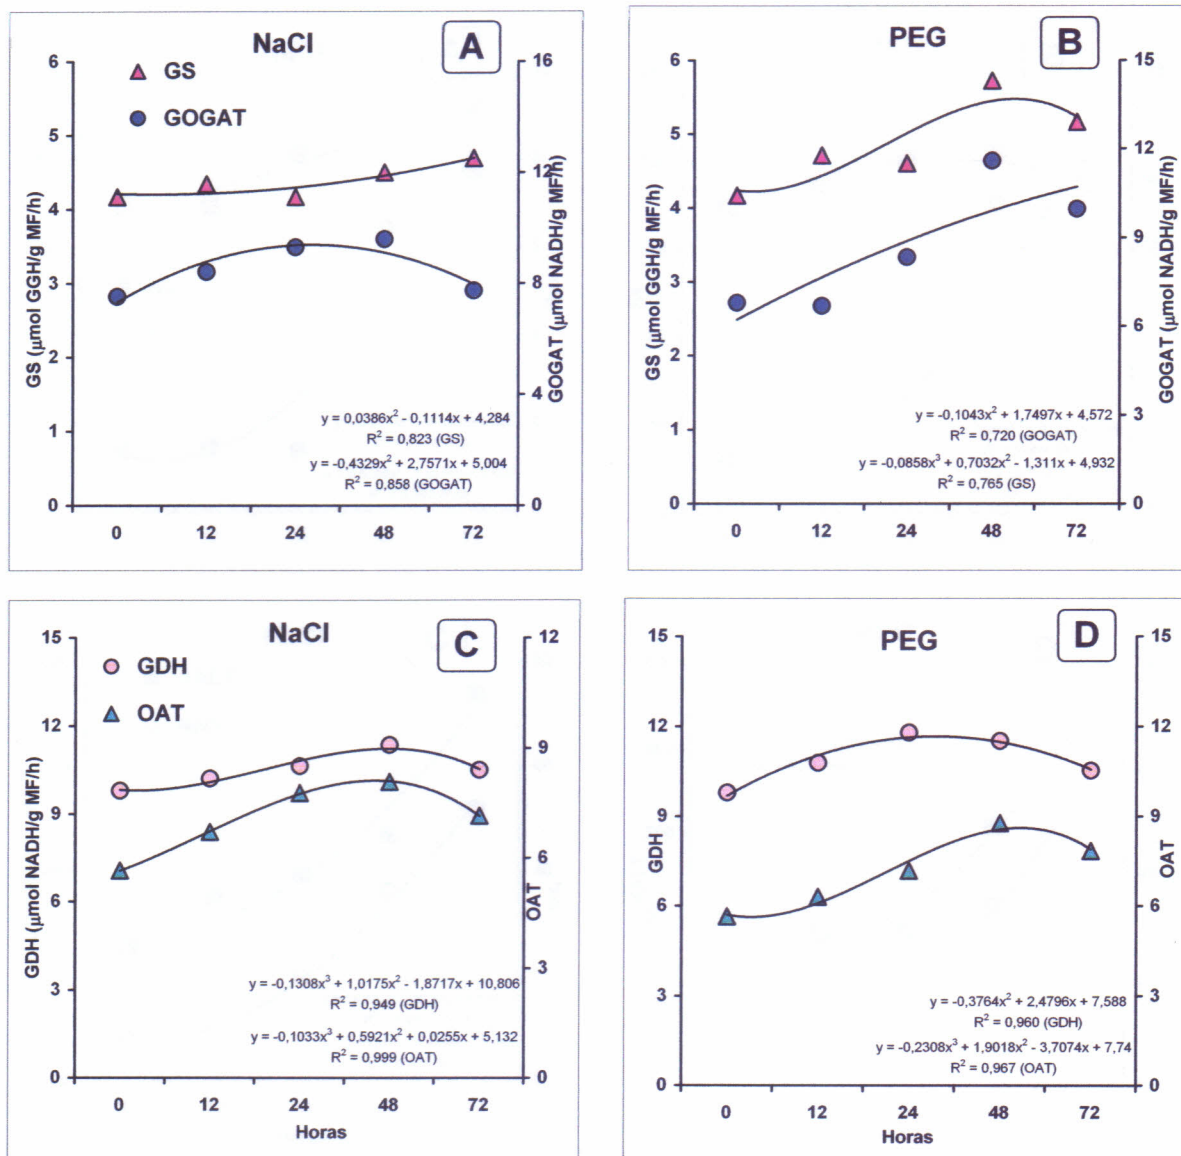 NaCl
A
GS
GOGAT
6
5
4
3
2
1
0
16
12
8
4
0
GS (μmol GGH/g MF/h)
GOGAT (μmol NADH/g MF/h)
y = 0,0386x² - 0,1114x + 4,284
R² = 0,823 (GS)
y = -0,4329x² + 2,7571x + 5,004
R² = 0,858 (GOGAT)
0 12 24 48 72
PEG
B
6
5
4
3
2
1
0
15
12
9
6
3
0
GS (μmol GGH/g MF/h)
GOGAT (μmol NADH/g MF/h)
y = -0,1043x² + 1,7497x + 4,572
R² = 0,720 (GOGAT)
y = -0,0858x³ + 0,7032x² - 1,311x + 4,932
R² = 0,765 (GS)
0 12 24 48 72
NaCl
C
GDH
OAT
15
12
9
6
3
0
12
9
6
3
0
GDH (μmol NADH/g MF/h)
OAT
y = -0,1308x³ + 1,0175x² - 1,8717x + 10,806
R² = 0,949 (GDH)
y = -0,1033x³ + 0,5921x² + 0,0255x + 5,132
R² = 0,999 (OAT)
0 12 24 48 72
Horas
PEG
D
15
12
9
6
3
0
15
12
9
6
3
0
GDH
OAT
y = -0,3764x² + 2,4796x + 7,588
R² = 0,960 (GDH)
y = -0,2308x³ + 1,9018x² - 3,7074x + 7,74
R² = 0,967 (OAT)
0 12 24 48 72
Horas